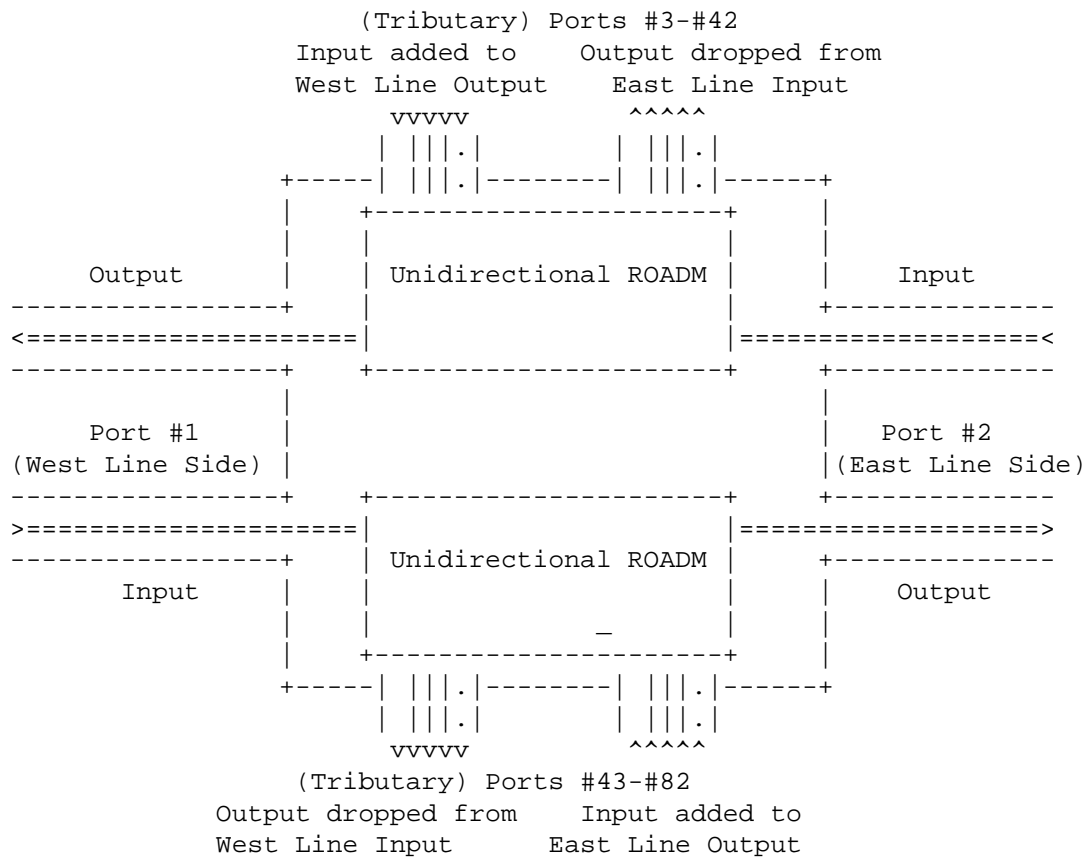 (Tributary) Ports #3-#42
Input added to Output dropped from
West Line Output East Line Input
vvvvv ^^^^^
Output Unidirectional ROADM Input
Port #1 Port #2
(West Line Side) (East Line Side)
Unidirectional ROADM
Input Output
vvvvv ^^^^^
(Tributary) Ports #43-#82
Output dropped from Input added to
West Line Input East Line Output